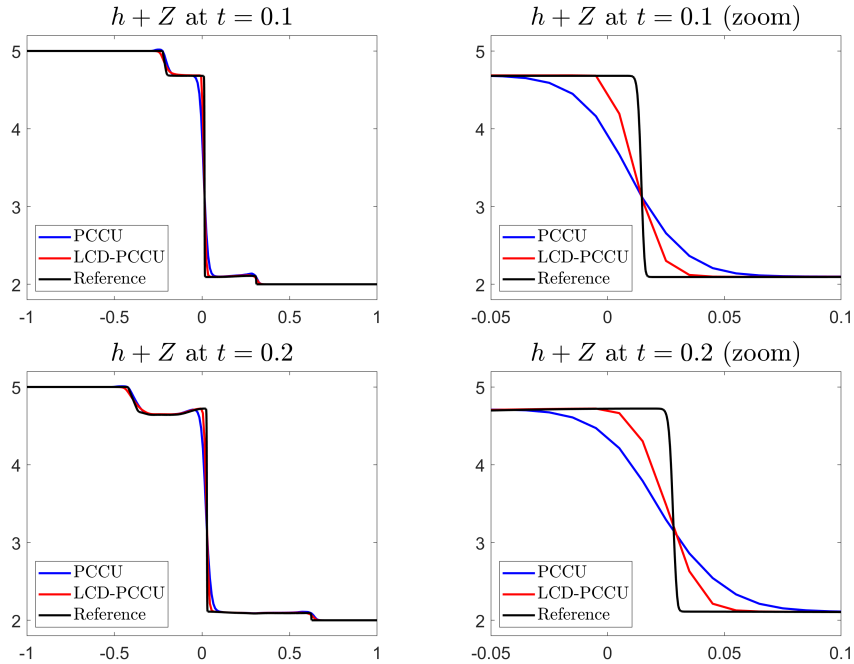 h + Z at t = 0.1
5
4
3
2
PCCU
LCD-PCCU
Reference
-1
-0.5
0
0.5
1
h + Z at t = 0.1 (zoom)
5
4
3
2
PCCU
LCD-PCCU
Reference
-0.05
0
0.05
0.1
h + Z at t = 0.2
5
4
3
2
PCCU
LCD-PCCU
Reference
-1
-0.5
0
0.5
1
h + Z at t = 0.2 (zoom)
5
4
3
2
PCCU
LCD-PCCU
Reference
-0.05
0
0.05
0.1